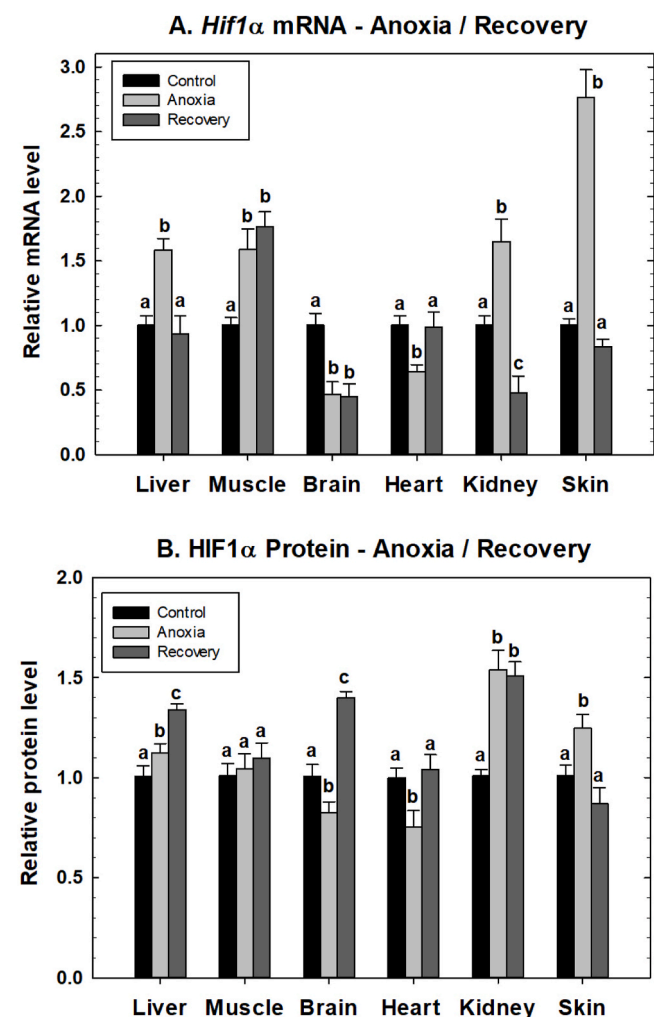 A. Hif1α mRNA - Anoxia / Recovery
Relative mRNA level
3.0
2.5
2.0
1.5
1.0
0.5
0.0
Control
Anoxia
Recovery
a b a
a b b
a b b
a b a
a b c
a b a
Liver Muscle Brain Heart Kidney Skin
B. HIF1α Protein - Anoxia / Recovery
Relative protein level
2.0
1.5
1.0
0.5
0.0
Control
Anoxia
Recovery
a b c
a a a
a b c
a b a
a b b
a b a
Liver Muscle Brain Heart Kidney Skin